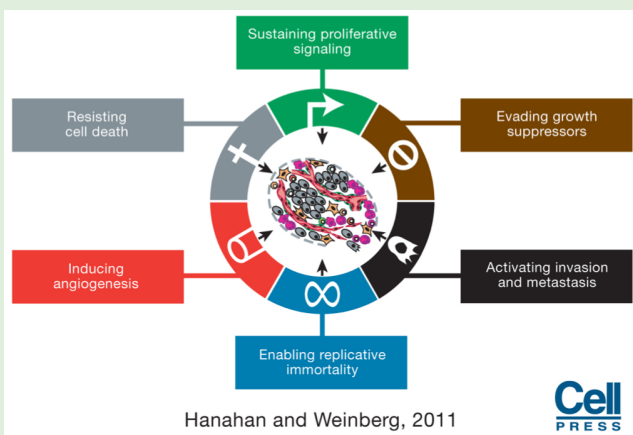 Sustaining proliferative
signaling
Resisting
cell death
Evading growth
suppressors
Inducing
angiogenesis
Activating invasion
and metastasis
Enabling replicative
immortality
Hanahan and Weinberg, 2011
Cell
PRESS